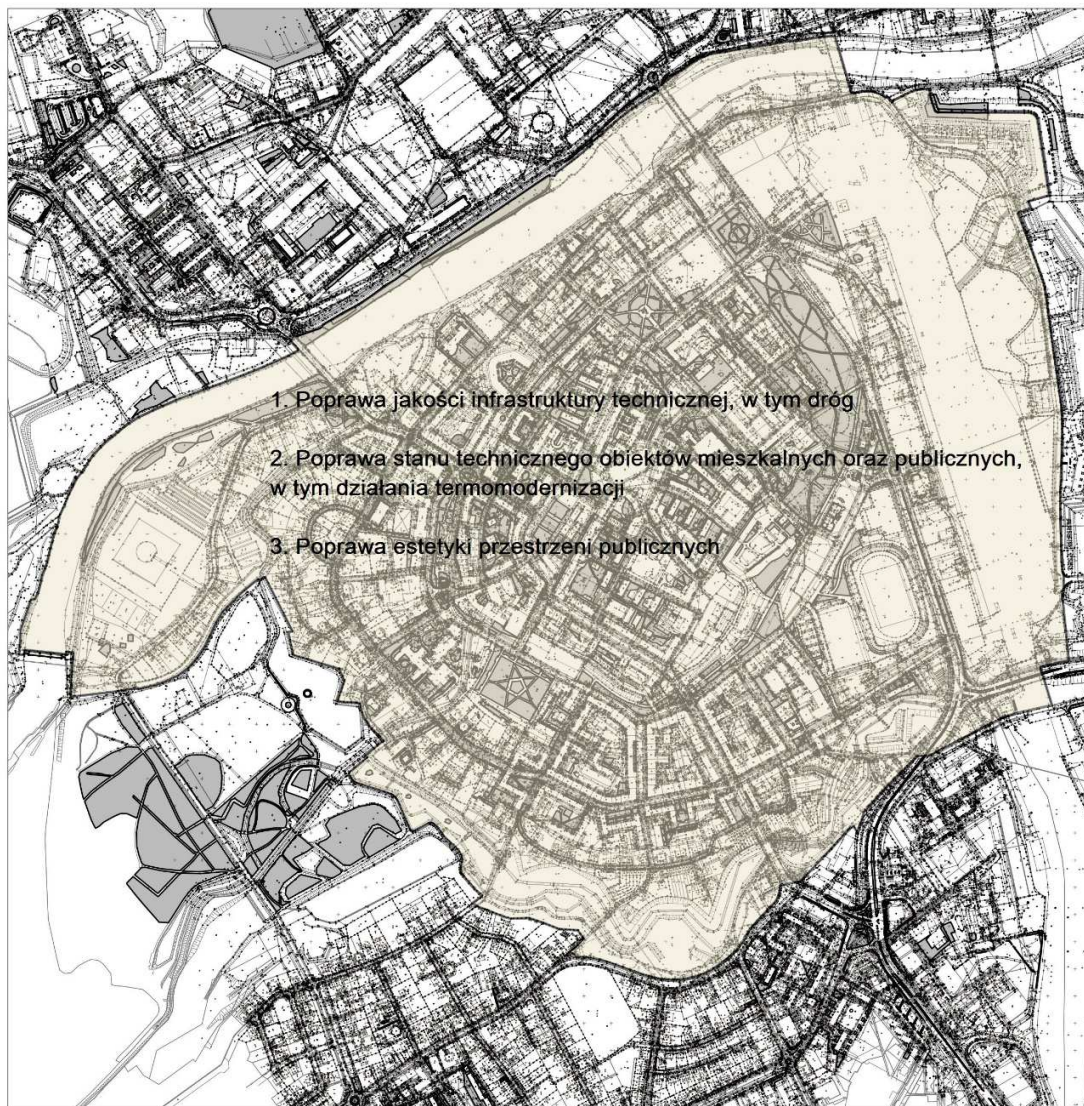 1. Poprawa jakości infrastruktury technicznej, w tym dróg
2. Poprawa stanu technicznego obiektów mieszkalnych oraz publicznych,
w tym działania termomodernizacji
3. Poprawa estetyki przestrzeni publicznych